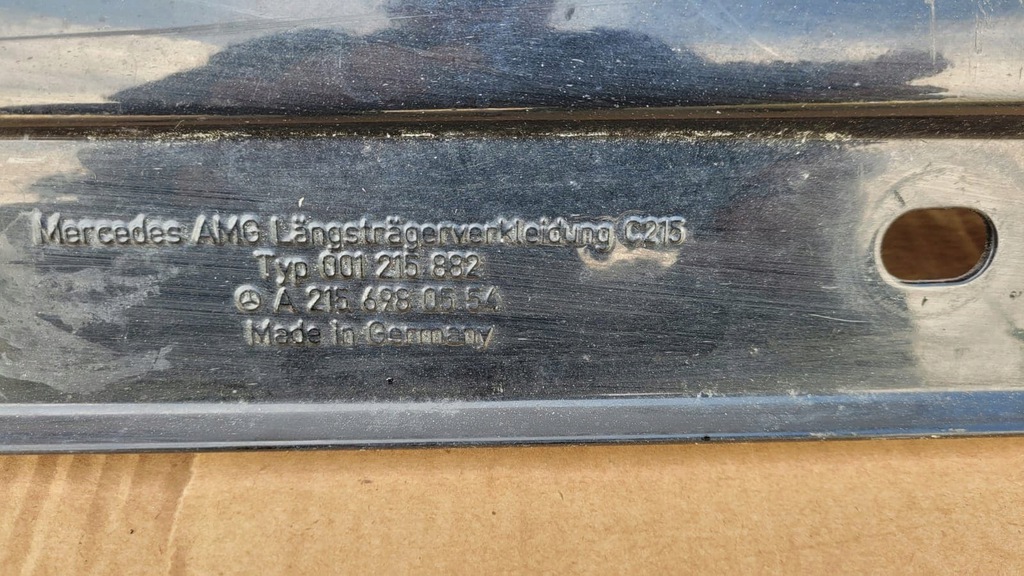 Mercedes AMG Längsträgerverkleidung C215
Typ 001 215 882
A 215 698 05 54
Made in Germany